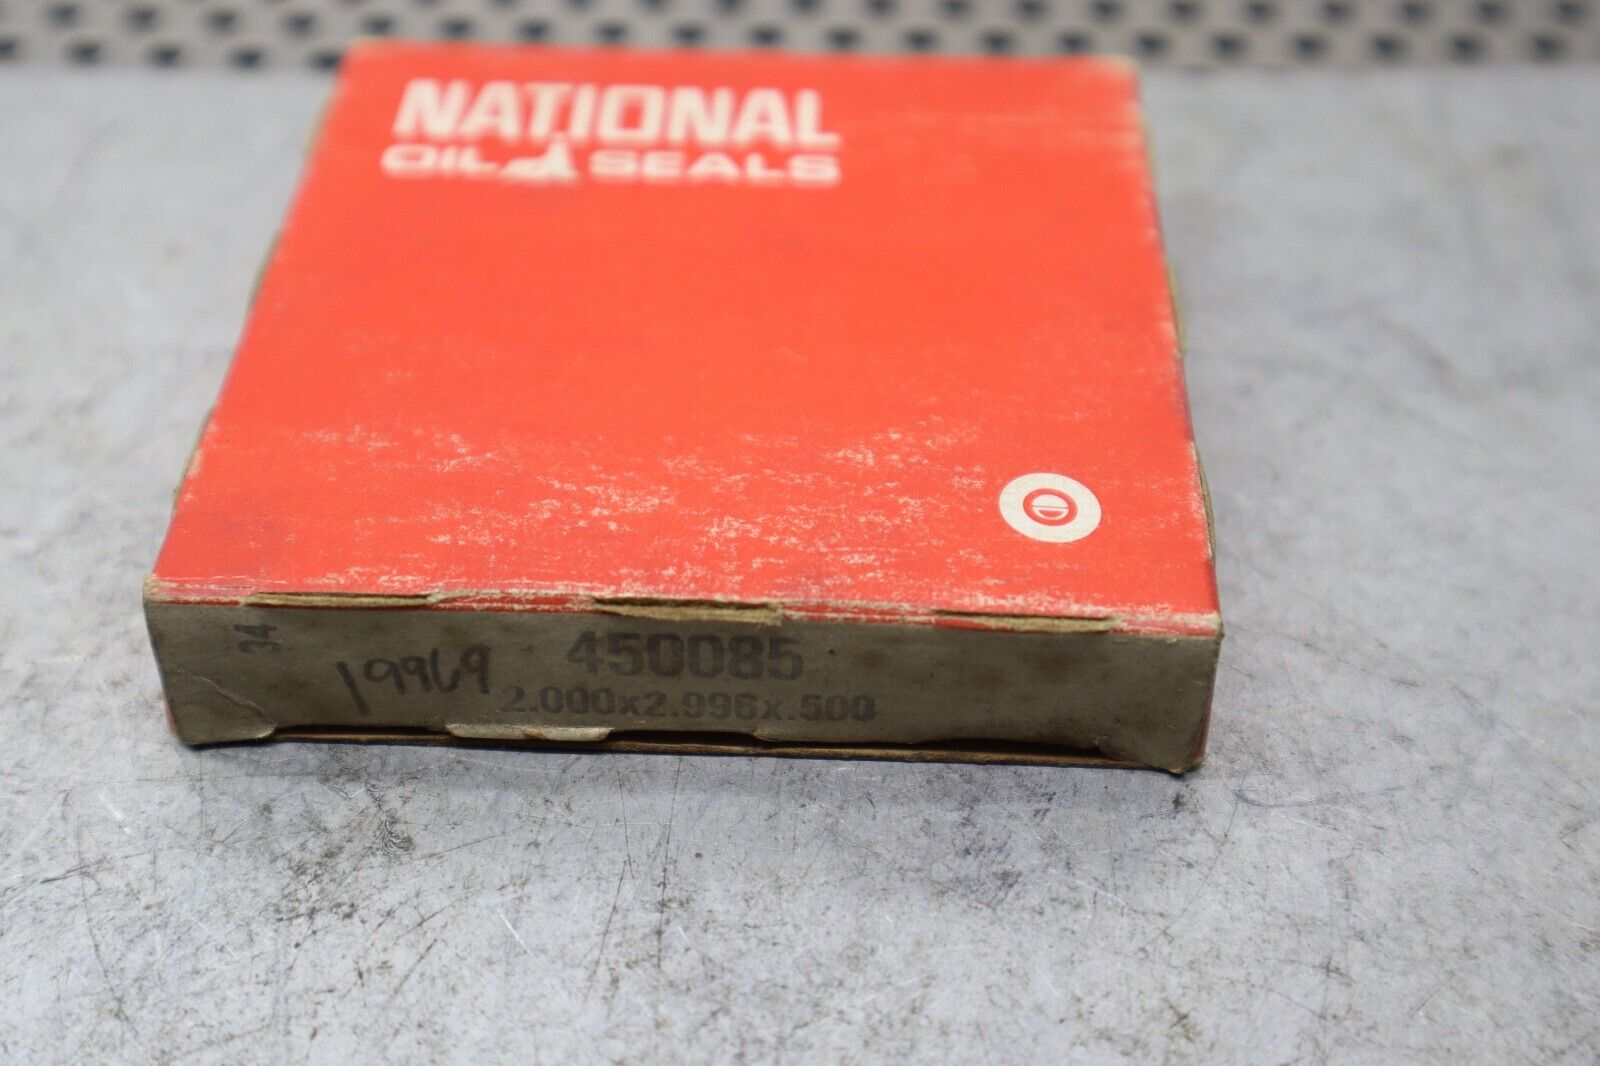 NATIONAL
OIL SEALS
34
19969
450085
2.000x2.996x.500